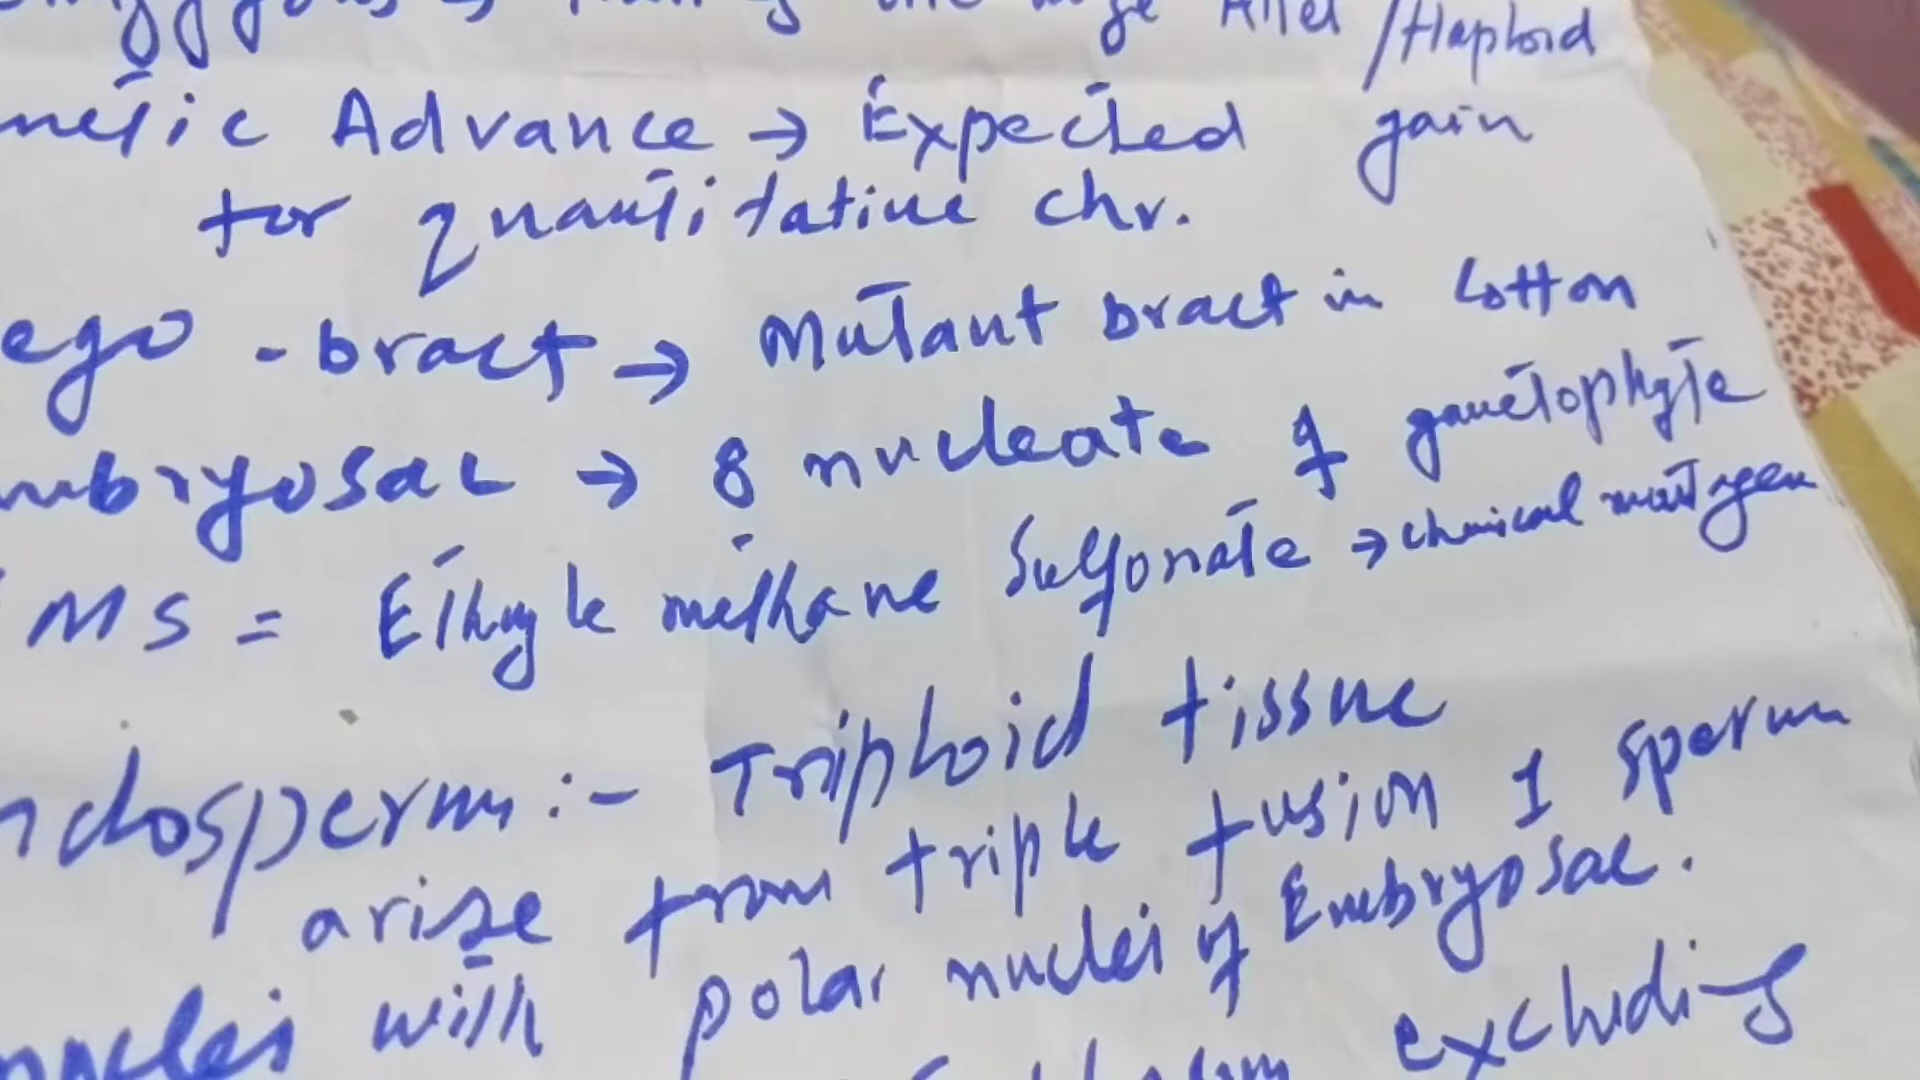 /Haploid
netic Advance → Expected gain
for quantitative chr.
ego - bract → Mutant bract in Cotton
mbryosac → 8 nucleate of gametophyte
EMS = Ethyle methane Sulfonate → chemical mutagen
ndosperm :- Triploid tissue
arise from triple fusion 1 sperm
nuclei with polar nuclei of Embryosac.
excluding